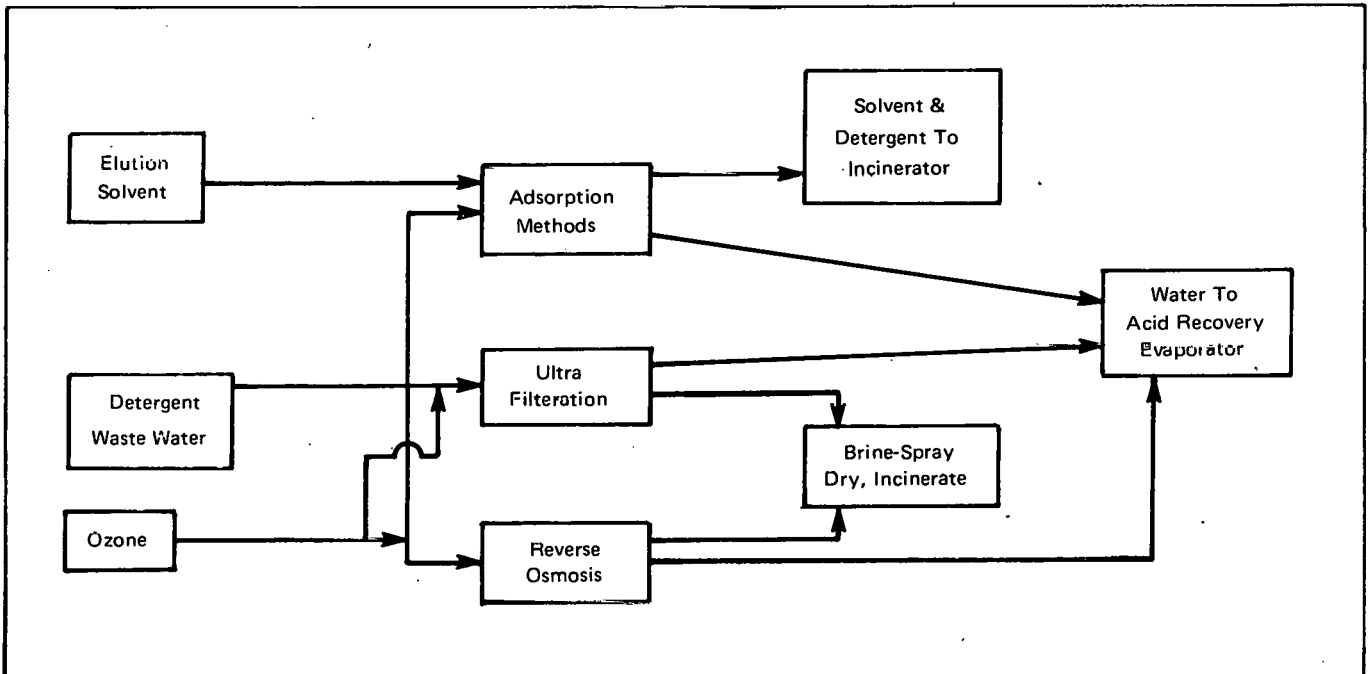 Elution
Solvent
Adsorption
Methods
Solvent &
Detergent To
Incinerator
Detergent
Waste Water
Ultra
Filteration
Water To
Acid Recovery
Evaporator
Brine-Spray
Dry, Incinerate
Ozone
Reverse
Osmosis